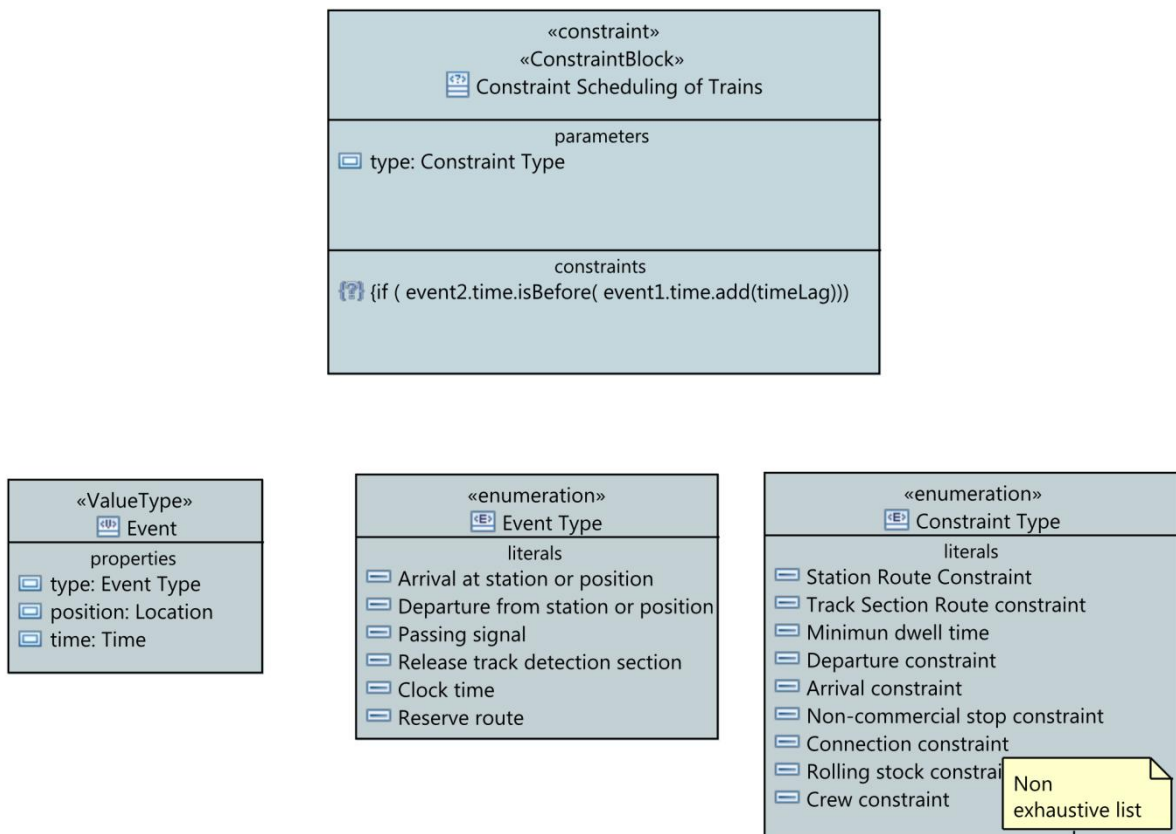 «constraint»
«ConstraintBlock»
Constraint Scheduling of Trains
parameters
type: Constraint Type
constraints
{if ( event2.time.isBefore( event1.time.add(timeLag)))
«ValueType»
Event
properties
type: Event Type
position: Location
time: Time
«enumeration»
Event Type
literals
Arrival at station or position
Departure from station or position
Passing signal
Release track detection section
Clock time
Reserve route
«enumeration»
Constraint Type
literals
Station Route Constraint
Track Section Route constraint
Minimun dwell time
Departure constraint
Arrival constraint
Non-commercial stop constraint
Connection constraint
Rolling stock constrai
Crew constraint
Non
exhaustive list